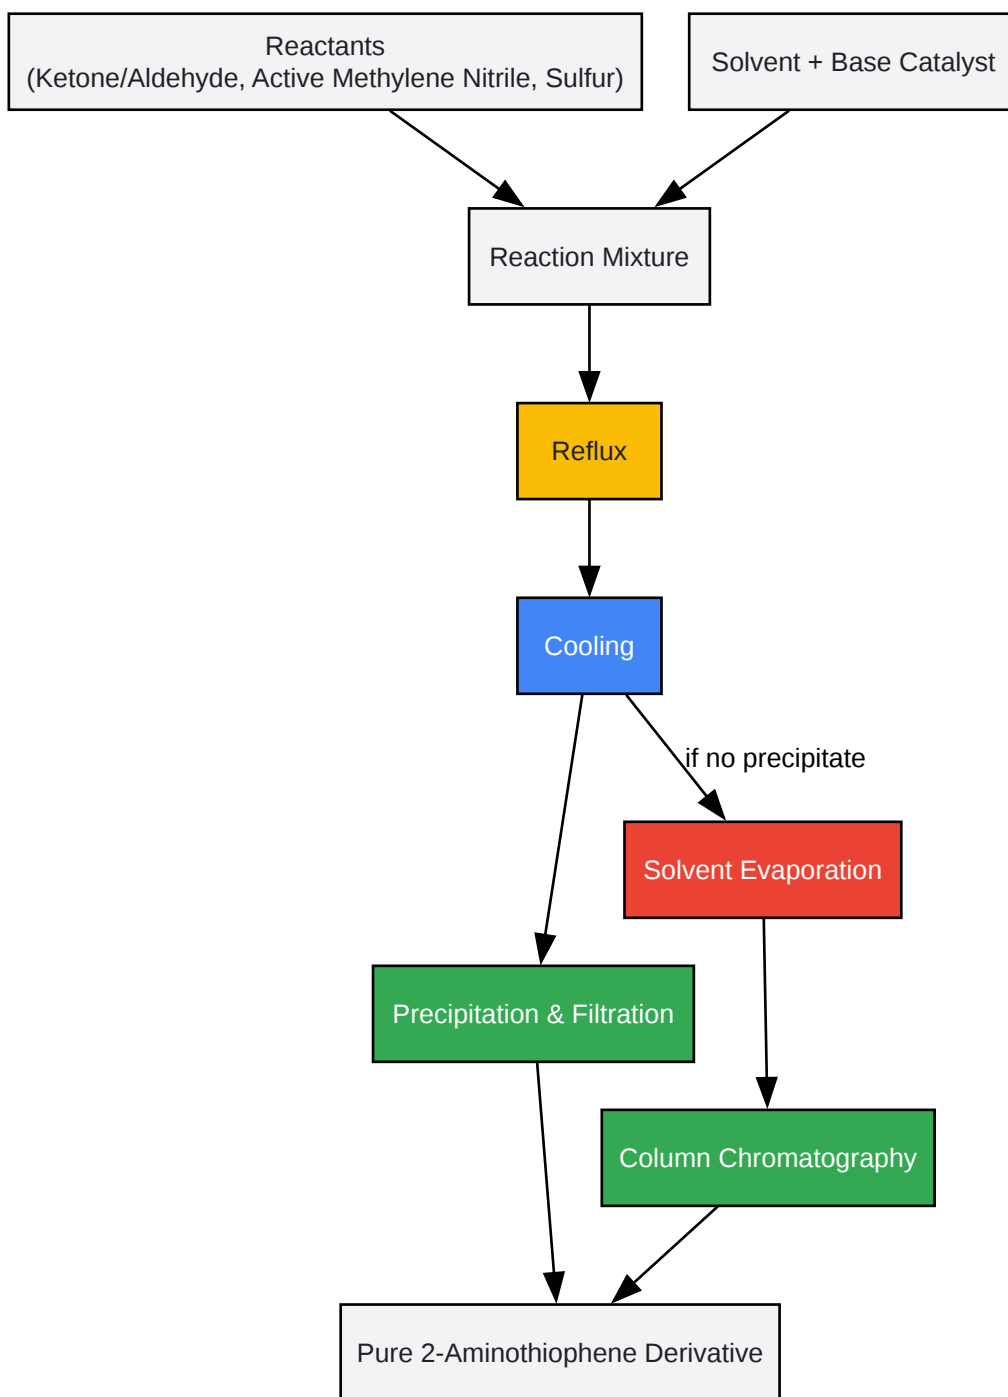 Reactants
(Ketone/Aldehyde, Active Methylene Nitrile, Sulfur)
Solvent + Base Catalyst
Reaction Mixture
Reflux
Cooling
if no precipitate
Solvent Evaporation
Precipitation & Filtration
Column Chromatography
Pure 2-Aminothiophene Derivative